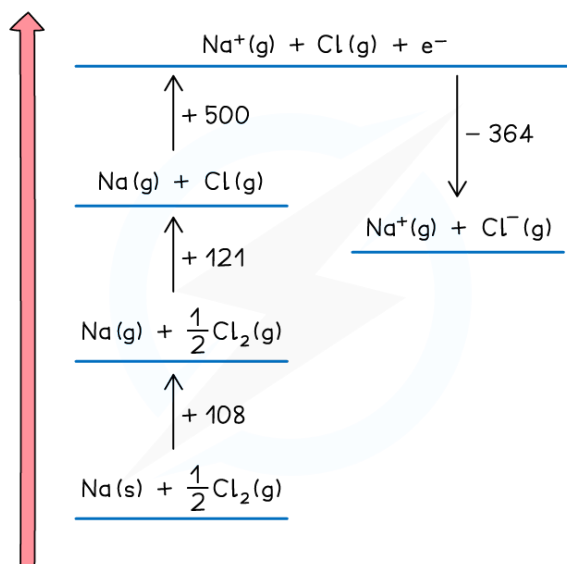 Na⁺(g) + Cl(g) + e⁻
+ 500
– 364
Na(g) + Cl(g)
Na⁺(g) + Cl⁻(g)
+ 121
Na(g) + ½Cl₂(g)
+ 108
Na(s) + ½Cl₂(g)